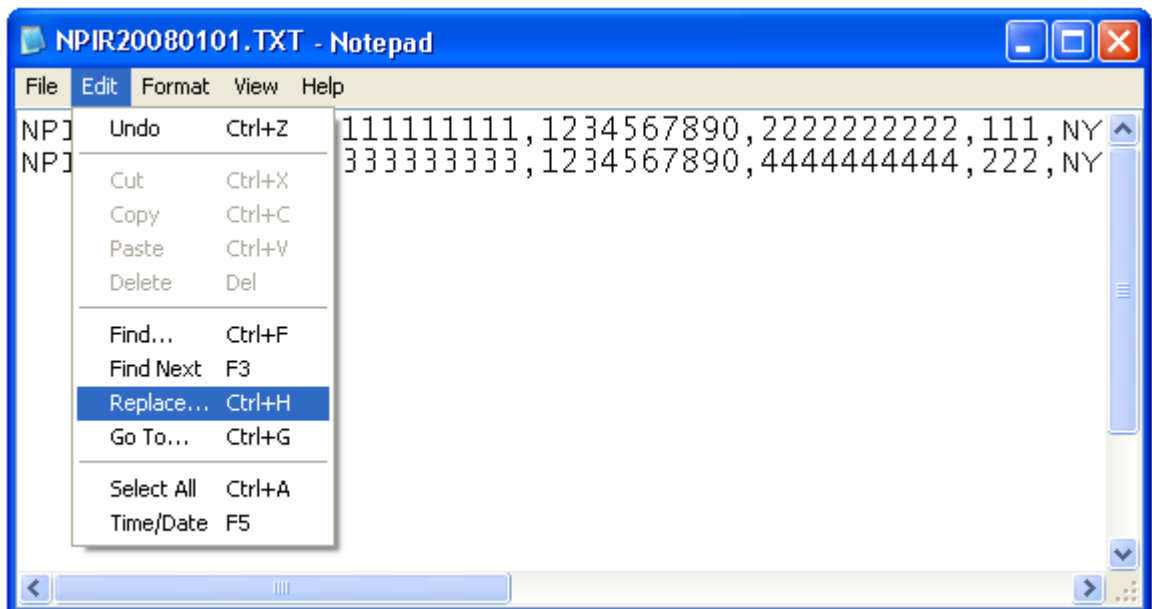 NPIR20080101.TXT - Notepad
File Edit Format View Help
NPI 111111111,1234567890,2222222222,111,NY
NPI 333333333,1234567890,4444444444,222,NY
Undo Ctrl+Z
Cut Ctrl+X
Copy Ctrl+C
Paste Ctrl+V
Delete Del
Find... Ctrl+F
Find Next F3
Replace... Ctrl+H
Go To... Ctrl+G
Select All Ctrl+A
Time/Date F5